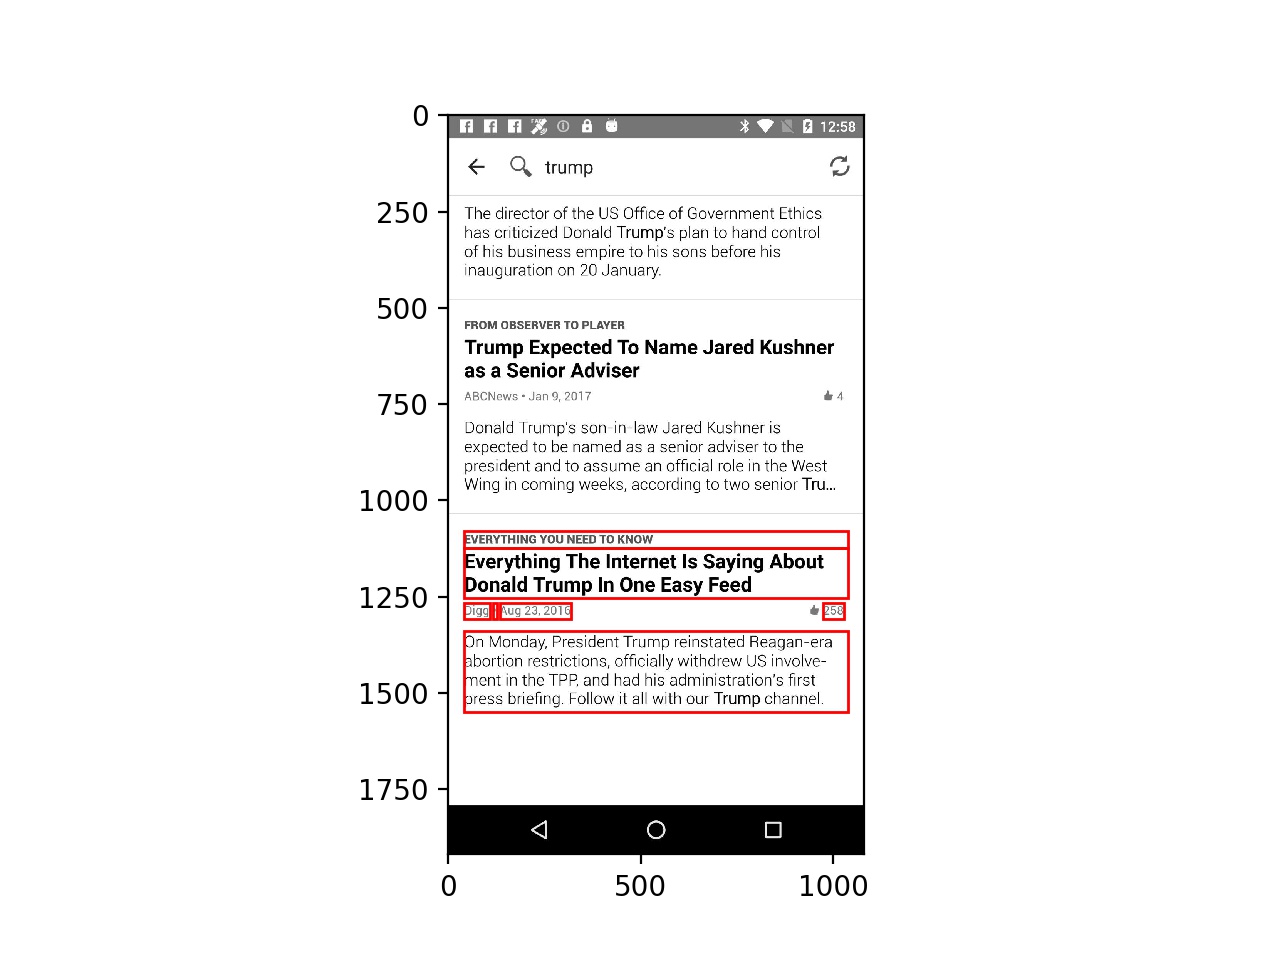 0
250
500
750
1000
1250
1500
1750
0
500
1000
12:58
trump
The director of the US Office of Government Ethics
has criticized Donald Trump's plan to hand control
of his business empire to his sons before his
inauguration on 20 January.
FROM OBSERVER TO PLAYER
Trump Expected To Name Jared Kushner
as a Senior Adviser
ABCNews • Jan 9, 2017 4
Donald Trump's son-in-law Jared Kushner is
expected to be named as a senior adviser to the
president and to assume an official role in the West
Wing in coming weeks, according to two senior Tru...
EVERYTHING YOU NEED TO KNOW
Everything The Internet Is Saying About
Donald Trump In One Easy Feed
Digg • Aug 23, 2016 258
On Monday, President Trump reinstated Reagan-era
abortion restrictions, officially withdrew US involve-
ment in the TPP, and had his administration's first
press briefing. Follow it all with our Trump channel.